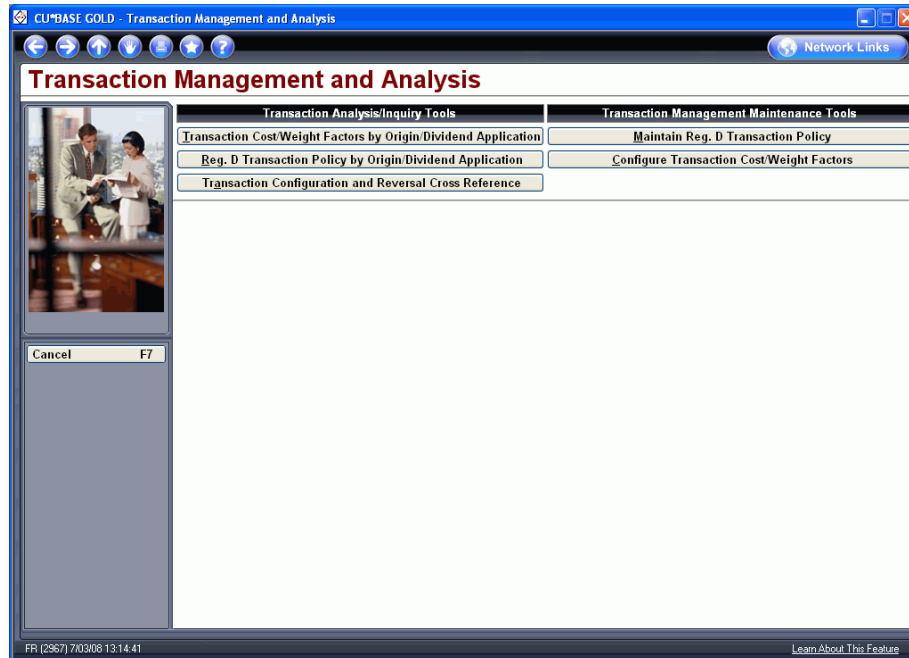 CU*BASE GOLD - Transaction Management and Analysis
Network Links
Transaction Management and Analysis
Transaction Analysis/Inquiry Tools
Transaction Management Maintenance Tools
Transaction Cost/Weight Factors by Origin/Dividend Application
Maintain Reg. D Transaction Policy
Reg. D Transaction Policy by Origin/Dividend Application
Configure Transaction Cost/Weight Factors
Transaction Configuration and Reversal Cross Reference
Cancel F7
FR (2967) 7/03/08 13:14:41
Learn About This Feature